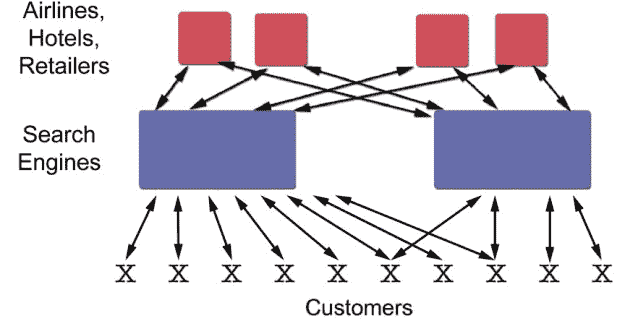 Airlines,
Hotels,
Retailers
Search
Engines
X X X X X X X X X X
Customers